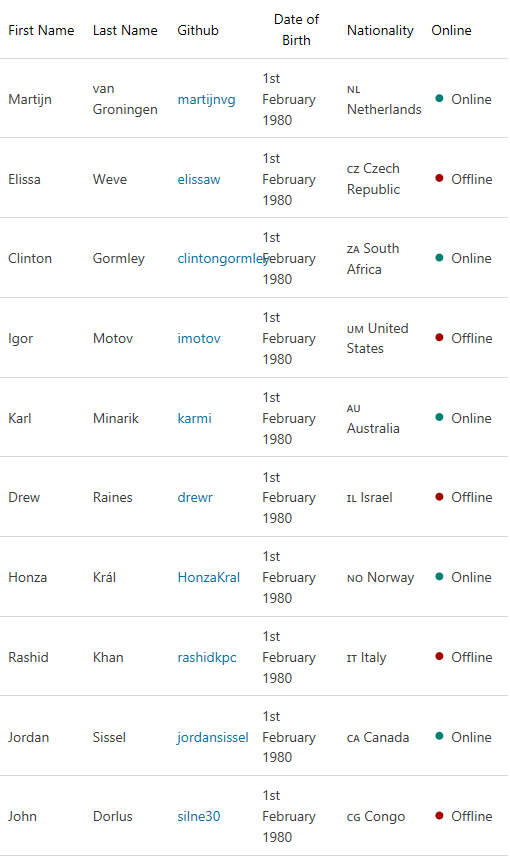 First Name Last Name Github Date of Birth Nationality Online
Martijn van Groningen martijnvg 1st February 1980 NL Netherlands Online
Elissa Weve elissaw 1st February 1980 CZ Czech Republic Offline
Clinton Gormley clintongormley 1st February 1980 ZA South Africa Online
Igor Motov imotov 1st February 1980 UM United States Offline
Karl Minarik karmi 1st February 1980 AU Australia Online
Drew Raines drewr 1st February 1980 IL Israel Offline
Honza Král HonzaKral 1st February 1980 NO Norway Online
Rashid Khan rashidkpc 1st February 1980 IT Italy Offline
Jordan Sissel jordansissel 1st February 1980 CA Canada Online
John Dorlus silne30 1st February 1980 CG Congo Offline